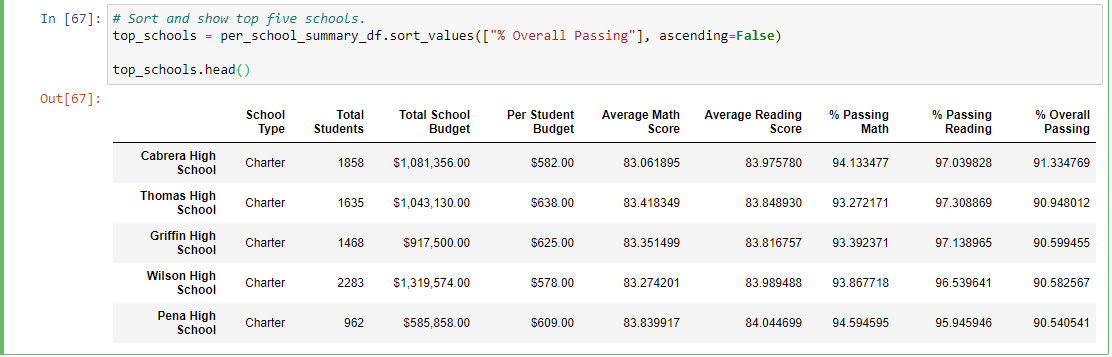 In [67]: # Sort and show top five schools.
top_schools = per_school_summary_df.sort_values(["% Overall Passing"], ascending=False)
top_schools.head()
Out[67]:
School Type Total Students Total School Budget Per Student Budget Average Math Score Average Reading Score % Passing Math % Passing Reading % Overall Passing
Cabrera High School Charter 1858 $1,081,356.00 $582.00 83.061895 83.975780 94.133477 97.039828 91.334769
Thomas High School Charter 1635 $1,043,130.00 $638.00 83.418349 83.848930 93.272171 97.308869 90.948012
Griffin High School Charter 1468 $917,500.00 $625.00 83.351499 83.816757 93.392371 97.138965 90.599455
Wilson High School Charter 2283 $1,319,574.00 $578.00 83.274201 83.989488 93.867718 96.539641 90.582567
Pena High School Charter 962 $585,858.00 $609.00 83.839917 84.044699 94.594595 95.945946 90.540541